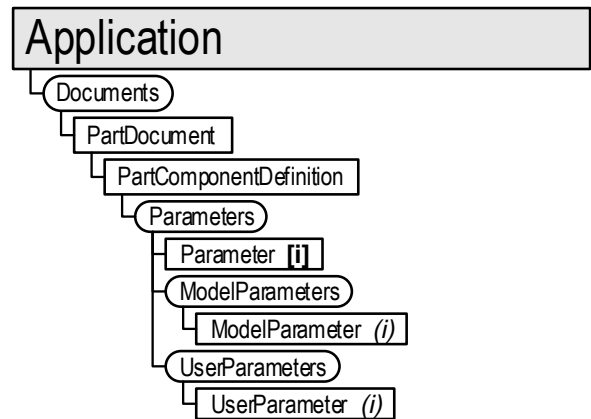 Application
Documents
PartDocument
PartComponentDefinition
Parameters
Parameter [i]
ModelParameters
ModelParameter (i)
UserParameters
UserParameter (i)